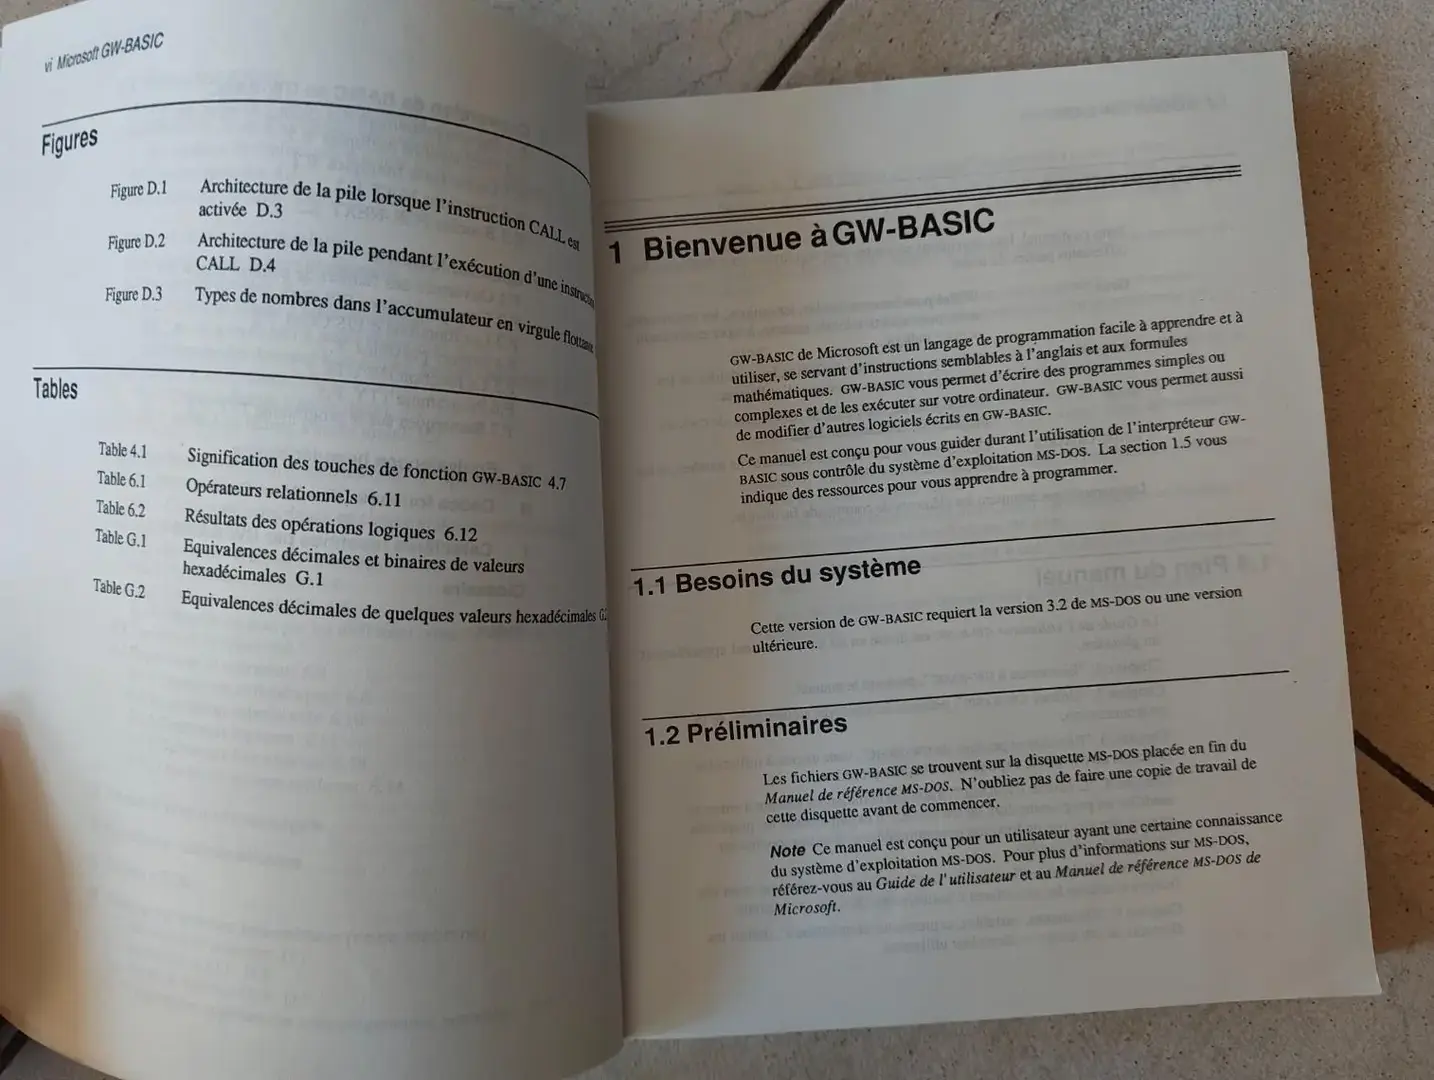 vi Microsoft GW-BASIC
Figures
Figure D.1 Architecture de la pile lorsque l'instruction CALL est
activée D.3
Figure D.2 Architecture de la pile pendant l'exécution d'une
CALL D.4
Figure D.3 Types de nombres dans l'accumulateur en virgule
Tables
Table 4.1 Signification des touches de fonction GW-BASIC 4.7
Table 6.1 Opérateurs relationnels 6.11
Table 6.2 Résultats des opérations logiques 6.12
Table G.1 Equivalences décimales et binaires de valeurs
hexadécimales G.1
Table G.2 Equivalences décimales de quelques valeurs hexadécimales
1 Bienvenue à GW-BASIC
GW-BASIC de Microsoft est un langage de programmation facile à apprendre et à
utiliser, se servant d'instructions semblables à l'anglais et aux formules
mathématiques. GW-BASIC vous permet d'écrire des programmes simples ou
complexes et de les exécuter sur votre ordinateur. GW-BASIC vous permet aussi
de modifier d'autres logiciels écrits en GW-BASIC.
Ce manuel est conçu pour vous guider durant l'utilisation de l'interpréteur GW-
BASIC sous contrôle du système d'exploitation MS-DOS. La section 1.5 vous
indique des ressources pour vous apprendre à programmer.
1.1 Besoins du système
Cette version de GW-BASIC requiert la version 3.2 de MS-DOS ou une version
ultérieure.
1.2 Préliminaires
Les fichiers GW-BASIC se trouvent sur la disquette MS-DOS placée en fin du
Manuel de référence MS-DOS. N'oubliez pas de faire une copie de travail de
cette disquette avant de commencer.
Note Ce manuel est conçu pour un utilisateur ayant une certaine connaissance
du système d'exploitation MS-DOS. Pour plus d'informations sur MS-DOS,
référez-vous au Guide de l'utilisateur et au Manuel de référence MS-DOS de
Microsoft.